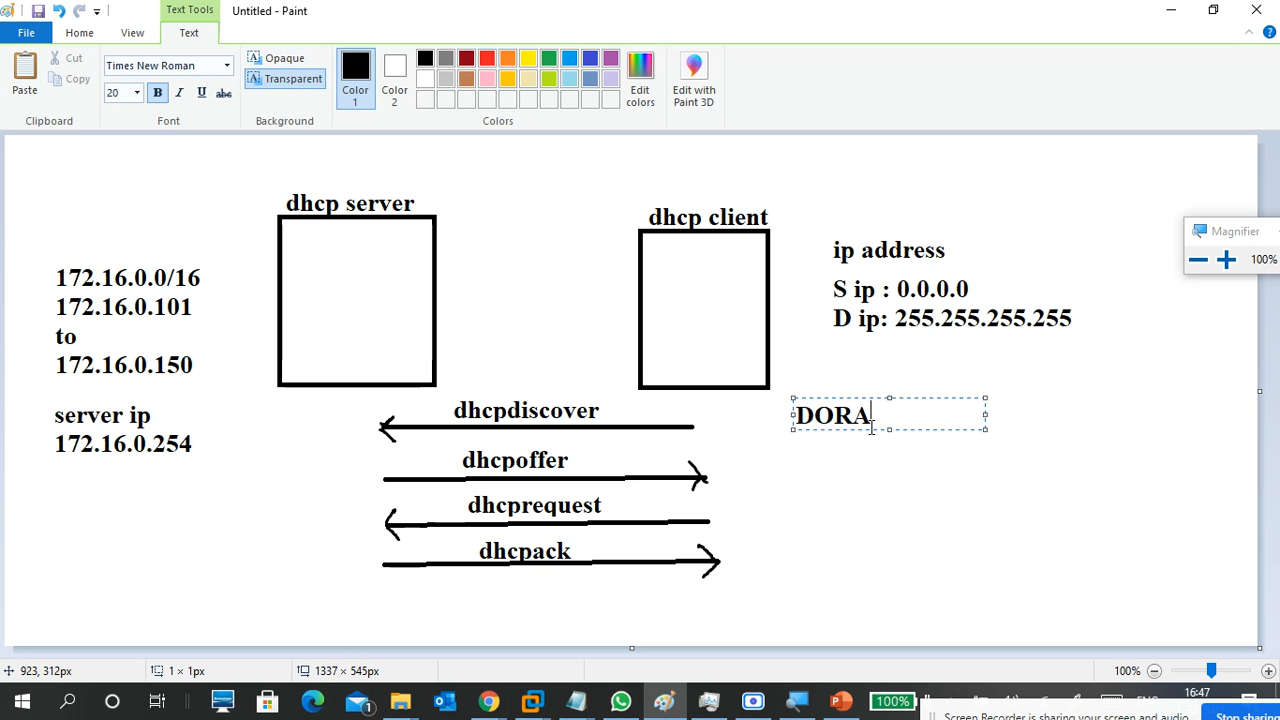 Text Tools
Untitled - Paint
File
Home
View
Text
Paste
Cut
Copy
Clipboard
Times New Roman
20
B
I
U
abc
Font
Opaque
Transparent
Background
Color
1
Color
2
Edit
colors
Colors
Edit with
Paint 3D
dhcp server
dhcp client
ip address
S ip : 0.0.0.0
D ip: 255.255.255.255
172.16.0.0/16
172.16.0.101
to
172.16.0.150
server ip
172.16.0.254
dhcpdiscover
dhcpoffer
dhcprequest
dhcpack
DORA
Magnifier
100%
923, 312px
1 × 1px
1337 × 545px
100%
1
100%
16:47
Screen Recorder is sharing your screen and audio
Stop sharing